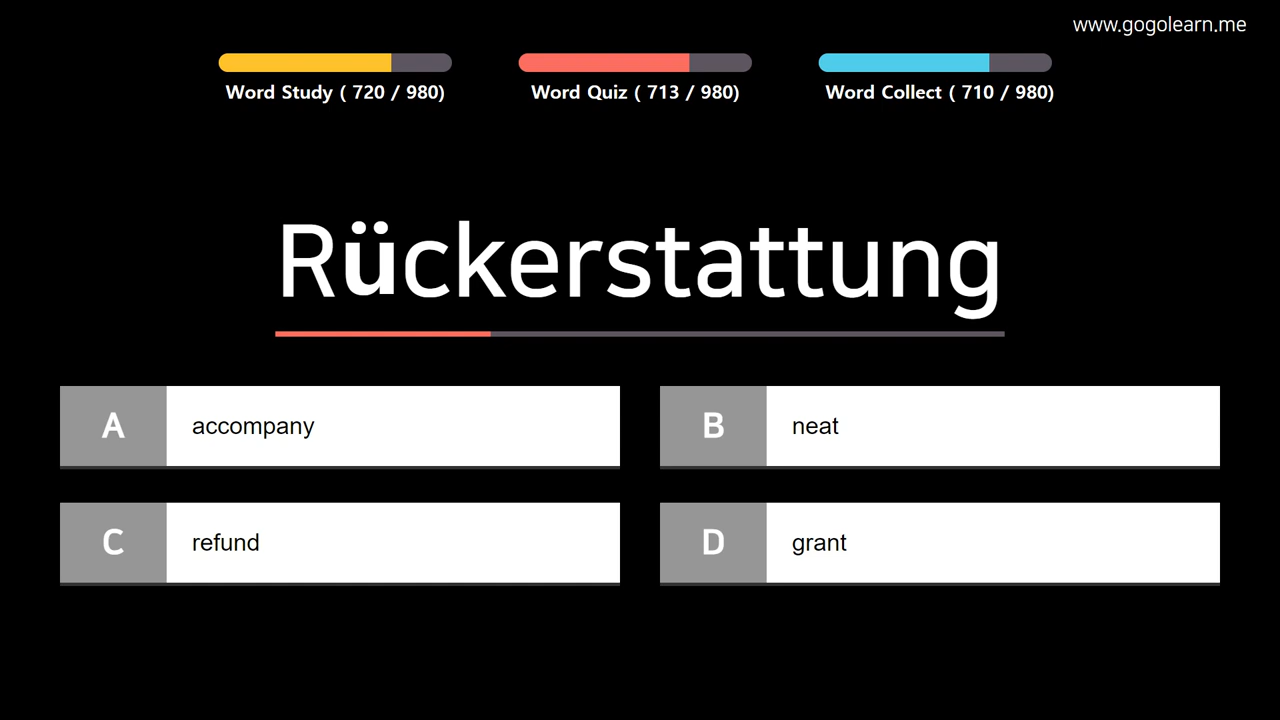 www.gogolearn.me
Word Study ( 720 / 980)
Word Quiz ( 713 / 980)
Word Collect ( 710 / 980)
Rückerstattung
A accompany
B neat
C refund
D grant